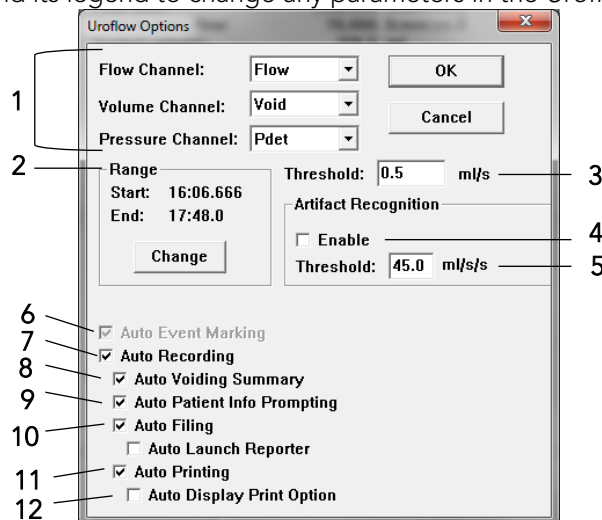 nd its legend to change any parameters in the Uroflo
Uroflow Options
1
Flow Channel: Flow OK
Volume Channel: Void Cancel
Pressure Channel: Pdet
2
Range
Start: 16:06.666
End: 17:48.0
Change
Threshold: 0.5 ml/s 3
Artifact Recognition
Enable 4
Threshold: 45.0 ml/s/s 5
6 Auto Event Marking
7 Auto Recording
8 Auto Voiding Summary
9 Auto Patient Info Prompting
10 Auto Filing
Auto Launch Reporter
11 Auto Printing
12 Auto Display Print Option